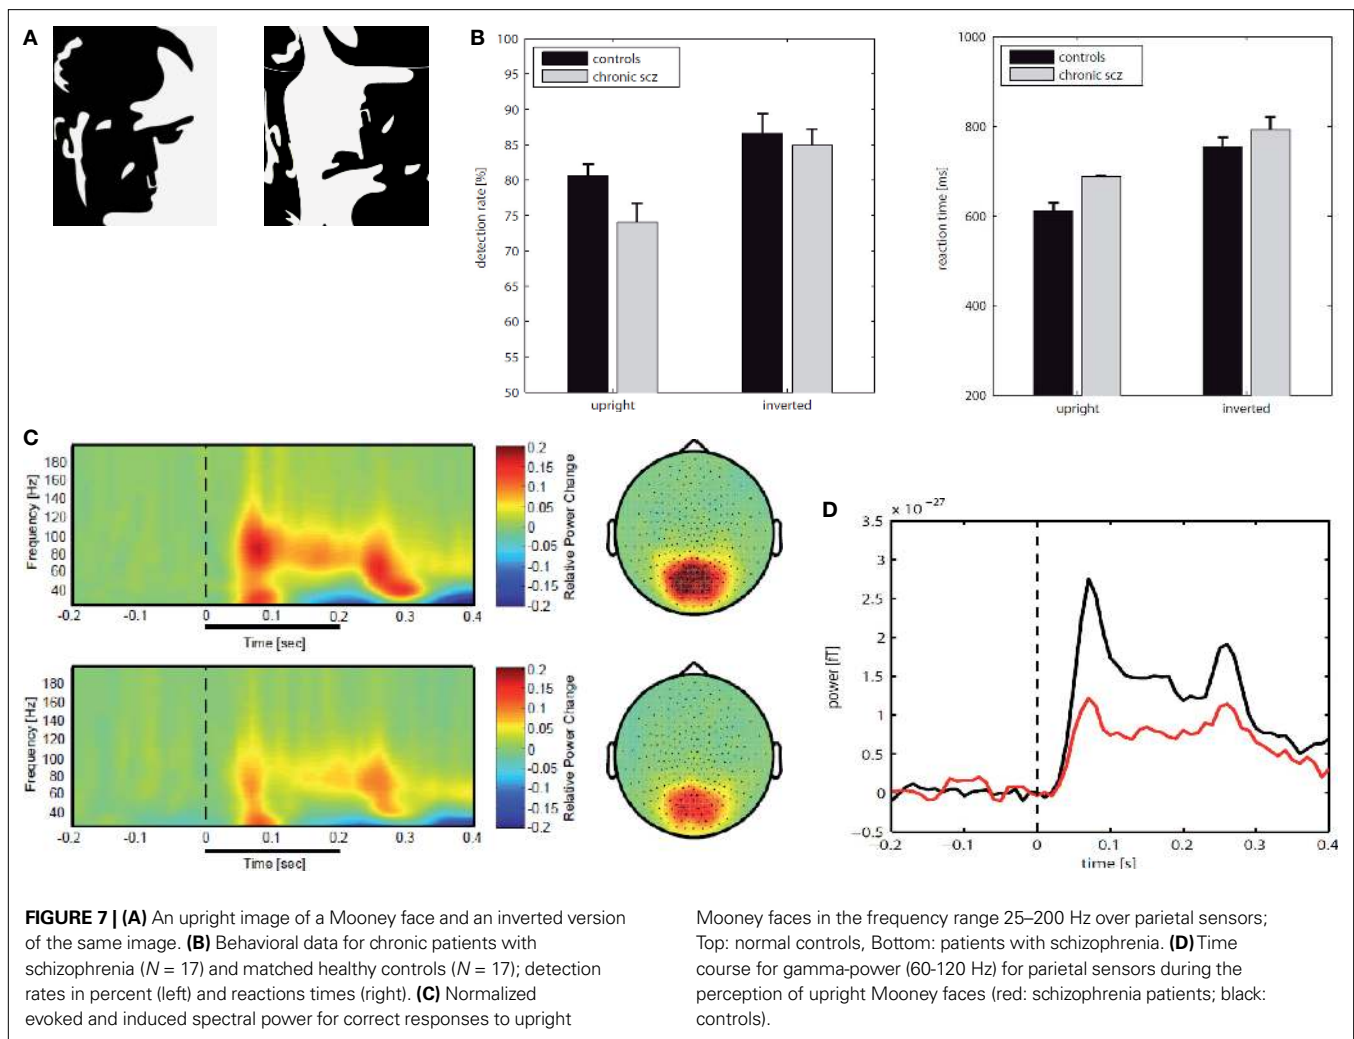 A
B
detection rate [%]
100
95
90
85
80
75
70
65
60
55
50
controls
chronic scz
upright
inverted
reaction time [ms]
1000
800
600
400
200
controls
chronic scz
upright
inverted
C
Frequency [Hz]
180
160
140
120
100
80
60
40
-0.2
-0.1
0
0.1
0.2
0.3
0.4
Time [sec]
0.2
0.15
0.1
0.05
0
-0.05
-0.1
-0.15
-0.2
Relative Power Change
Frequency [Hz]
180
160
140
120
100
80
60
40
-0.2
-0.1
0
0.1
0.2
0.3
0.4
Time [sec]
0.2
0.15
0.1
0.05
0
-0.05
-0.1
-0.15
-0.2
Relative Power Change
D
× 10 -27
power [fT]
3.5
3
2.5
2
1.5
1
0.5
0
−0.5
−0.2
−0.1
0
0.1
0.2
0.3
0.4
time [s]
FIGURE 7 | (A) An upright image of a Mooney face and an inverted version
of the same image. (B) Behavioral data for chronic patients with
schizophrenia (N = 17) and matched healthy controls (N = 17); detection
rates in percent (left) and reactions times (right). (C) Normalized
evoked and induced spectral power for correct responses to upright
Mooney faces in the frequency range 25–200 Hz over parietal sensors;
Top: normal controls, Bottom: patients with schizophrenia. (D) Time
course for gamma-power (60-120 Hz) for parietal sensors during the
perception of upright Mooney faces (red: schizophrenia patients; black:
controls).